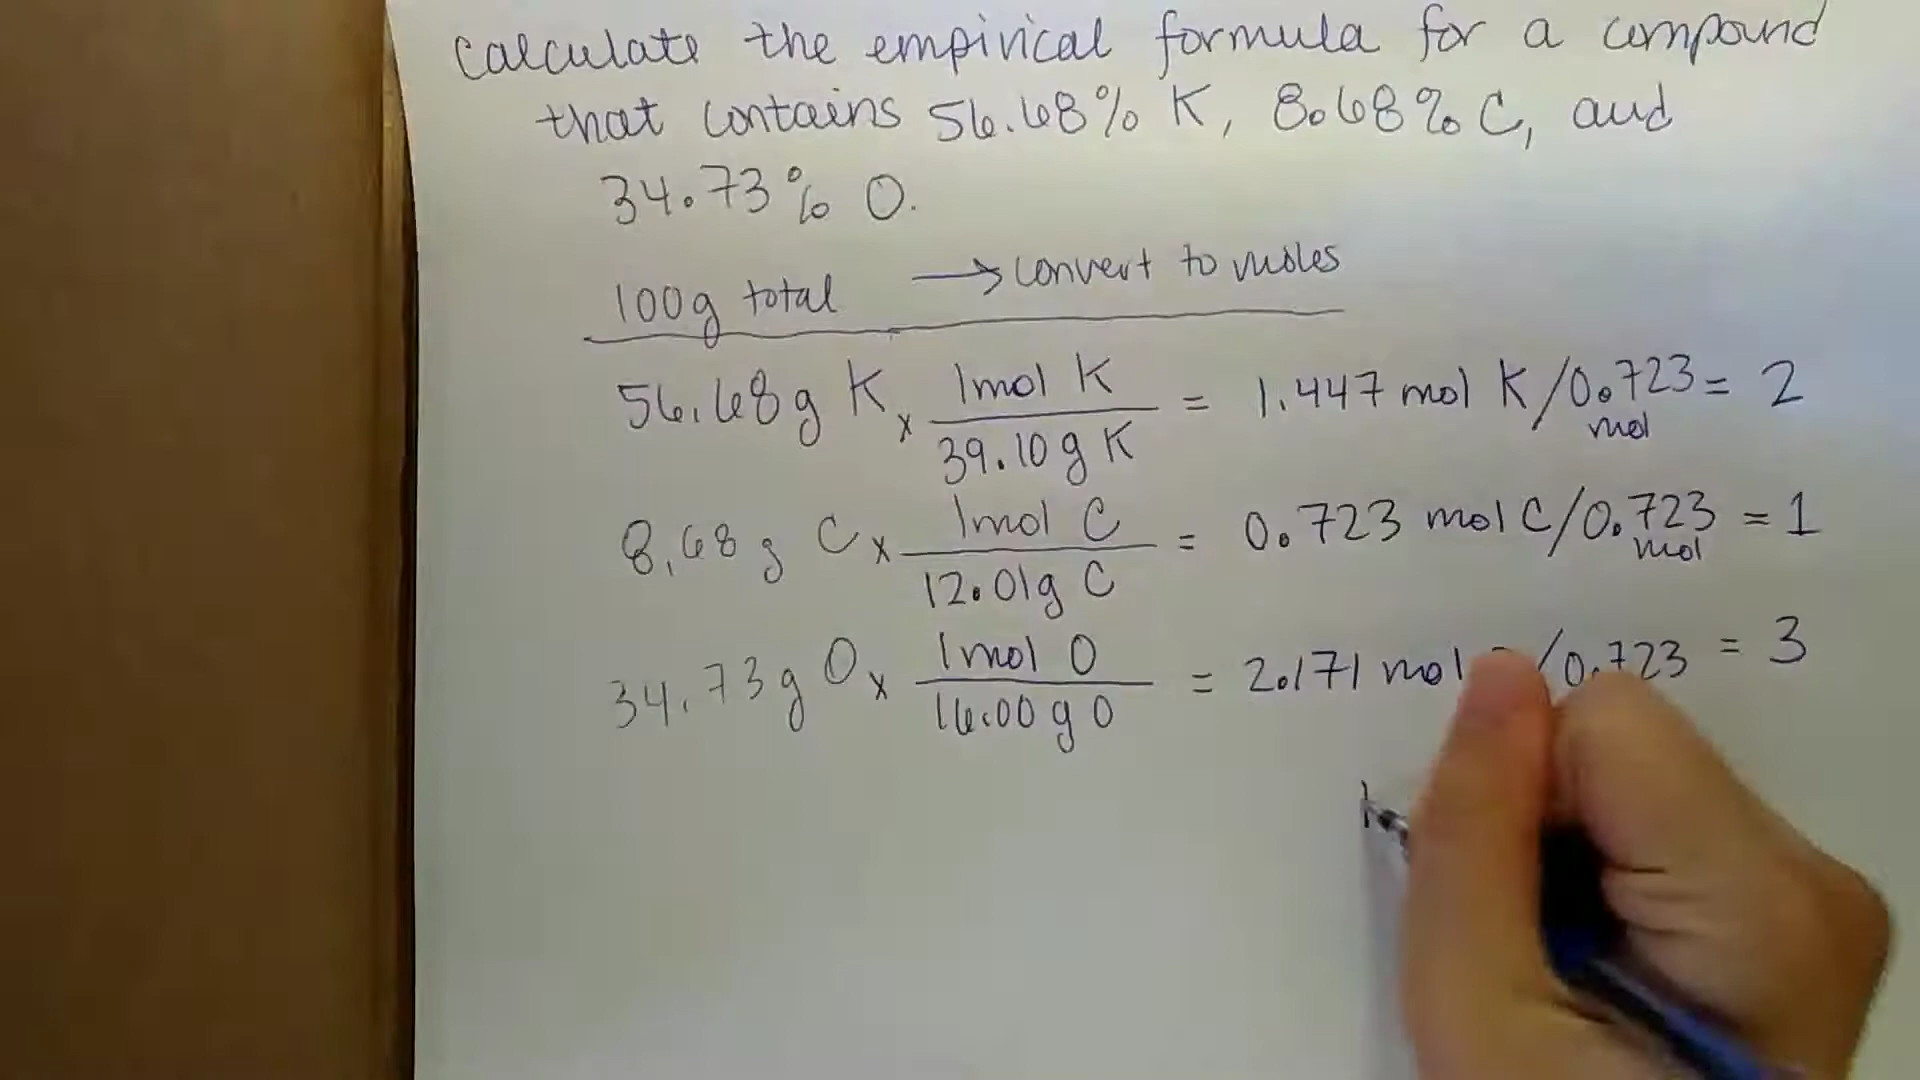 Calculate the empirical formula for a compound
that contains 56.68% K, 8.68% C, and
34.73% O.
100g total → convert to moles
56.68g K x 1mol K / 39.10g K = 1.447 mol K/0.723 mol = 2
8.68g C x 1mol C / 12.01g C = 0.723 mol C/0.723 mol = 1
34.73g O x 1mol O / 16.00g O = 2.171 mol /0.723 = 3